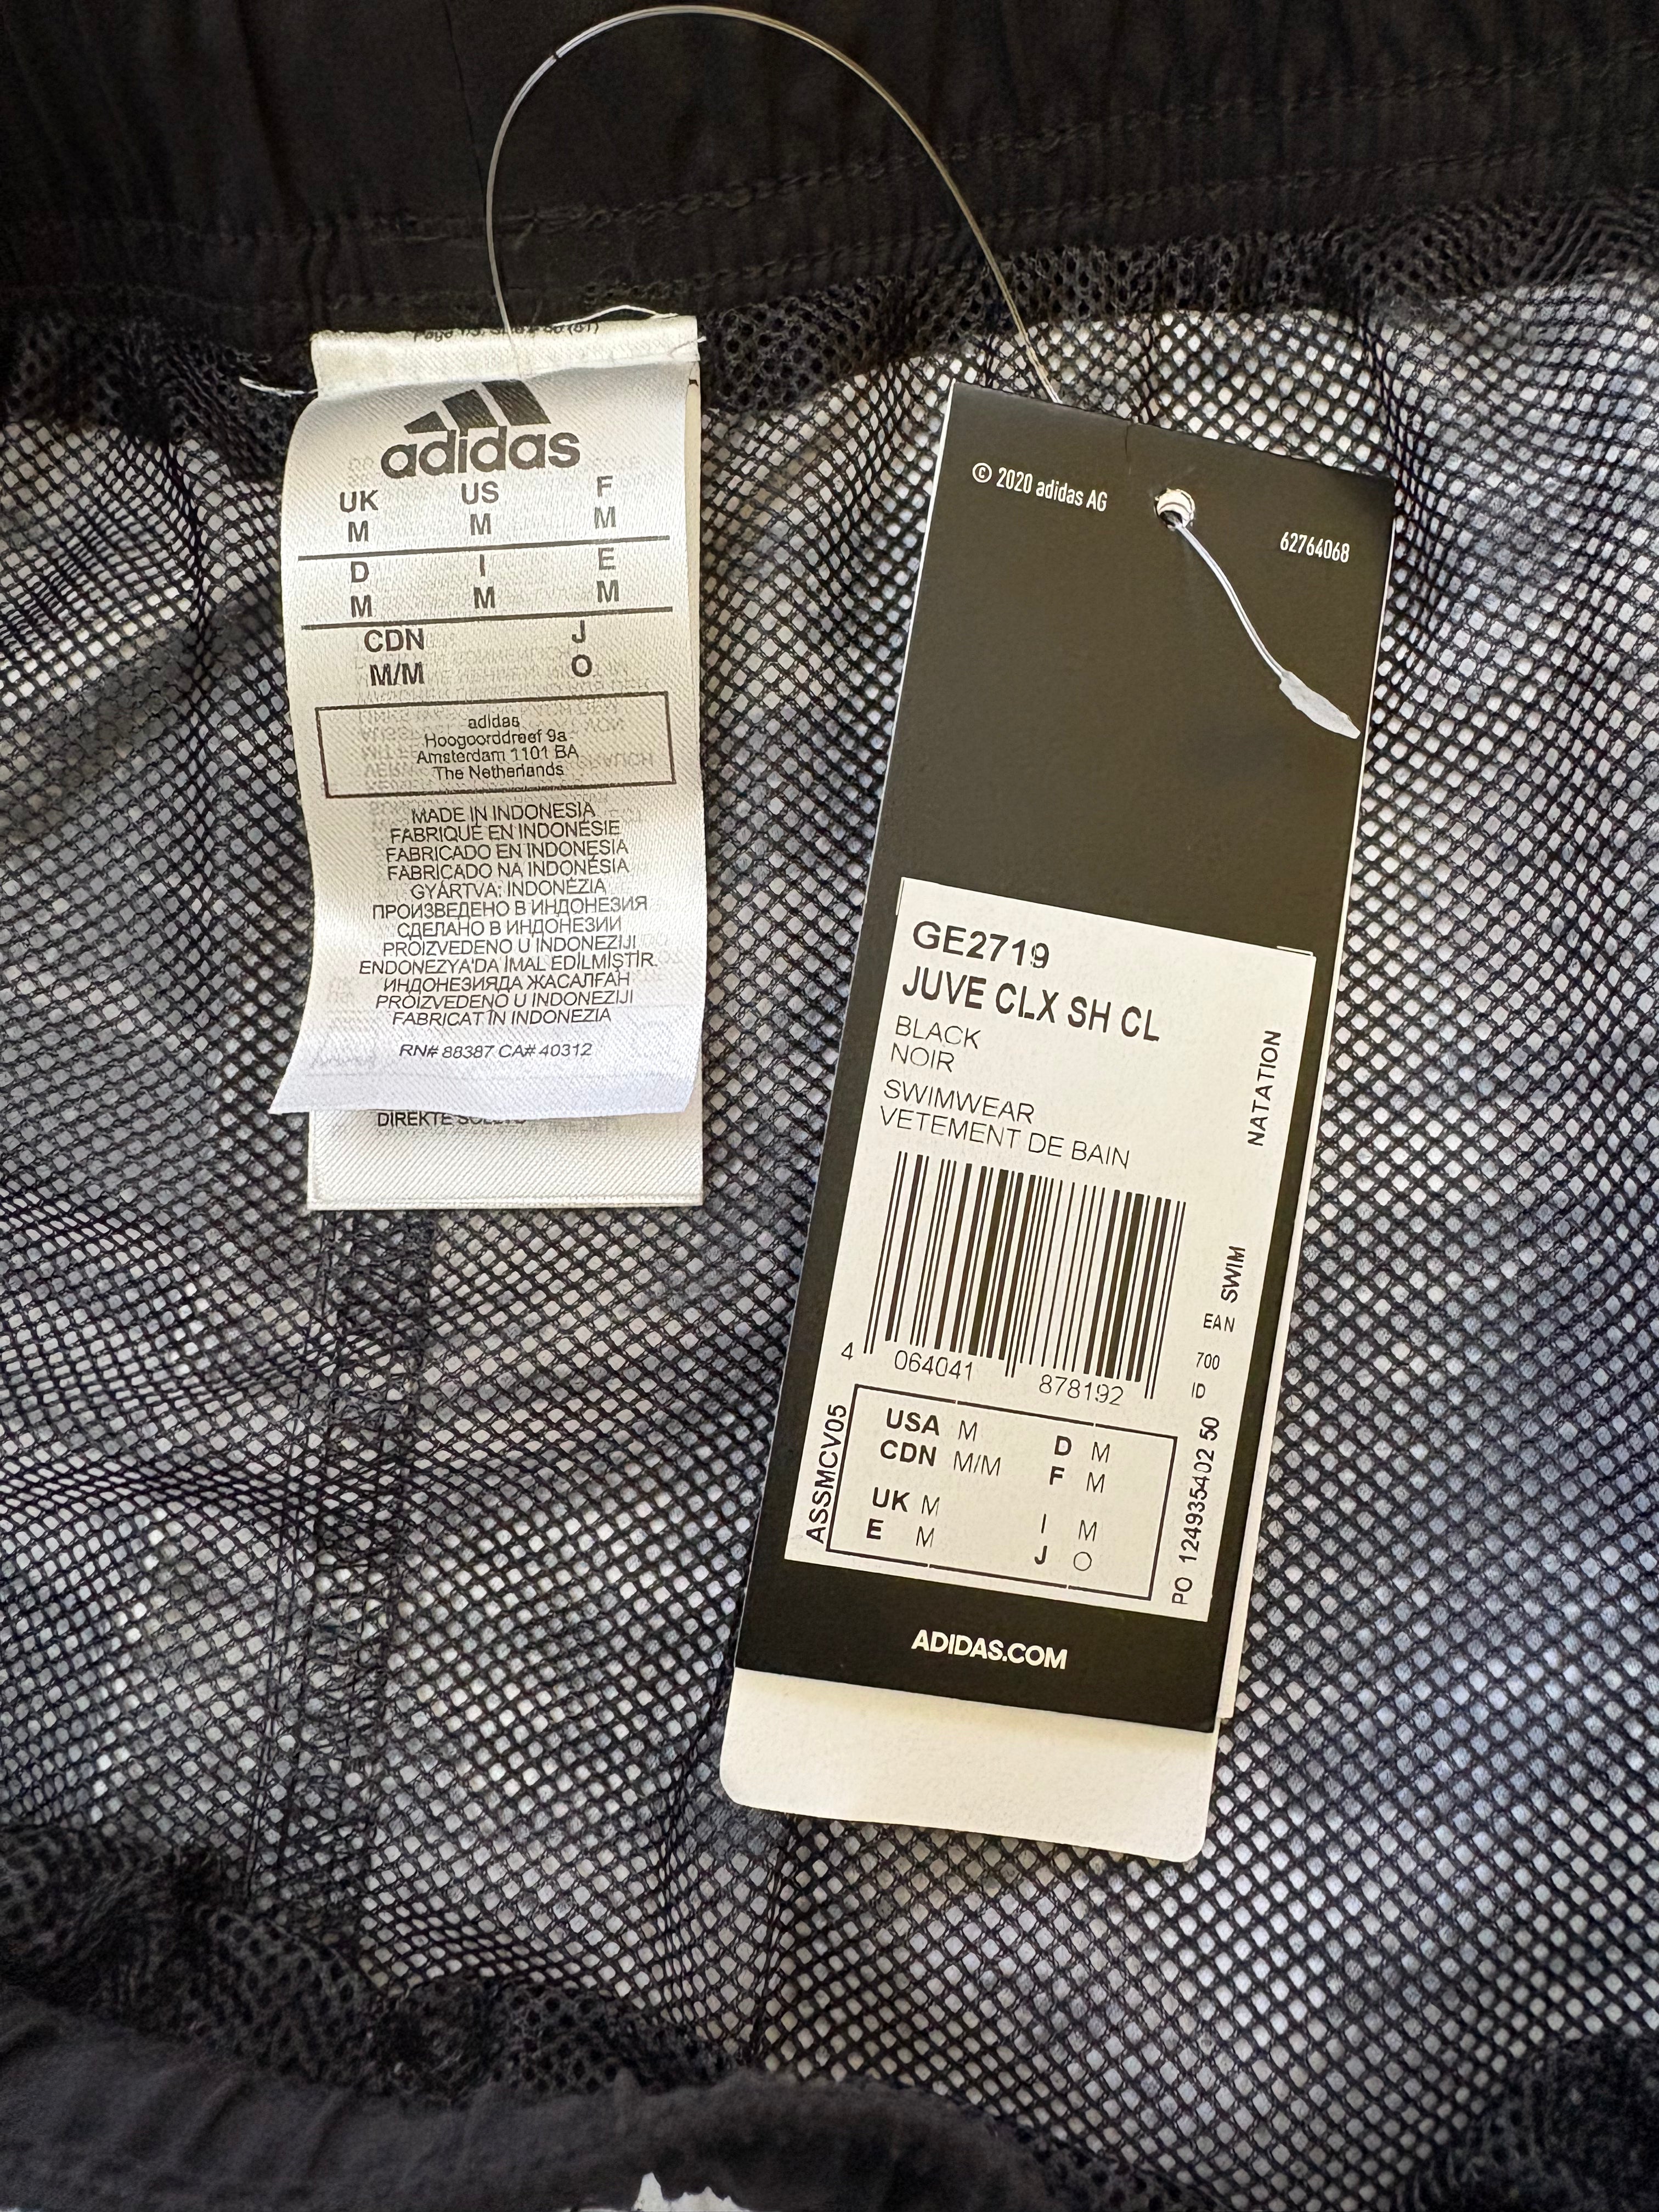 adidas
UK US F
M M M
D I E
M M M
CDN J
M/M O
adidas
Hoogoorddreef 9a
Amsterdam 1101 BA
The Netherlands
MADE IN INDONESIA
FABRIQUÉ EN INDONÉSIE
FABRICADO EN INDONESIA
FABRICADO NA INDONÉSIA
GYÁRTVA: INDONÉZIA
ПРОИЗВЕДЕНО В ИНДОНЕЗИЯ
СДЕЛАНО В ИНДОНЕЗИИ
PROIZVEDENO U INDONEZIJI
ENDONEZYA'DA İMAL EDİLMİSTİR.
ИНДОНЕЗИЯДА ЖАСАЛҒАН
PROIZVEDENO U INDONEZIJI
FABRICAT ÎN INDONEZIA
RN# 88387 CA# 40312
DIREKTE
© 2020 adidas AG
62764068
GE2719
JUVE CLX SH CL
BLACK
NOIR
SWIMWEAR
VETEMENT DE BAIN
NATATION
SWIM
EAN
700
ID
4 064041 878192
ASSMCV05
USA M D M
CDN M/M F M
UK M I M
E M J O
PO 124935402 50
ADIDAS.COM